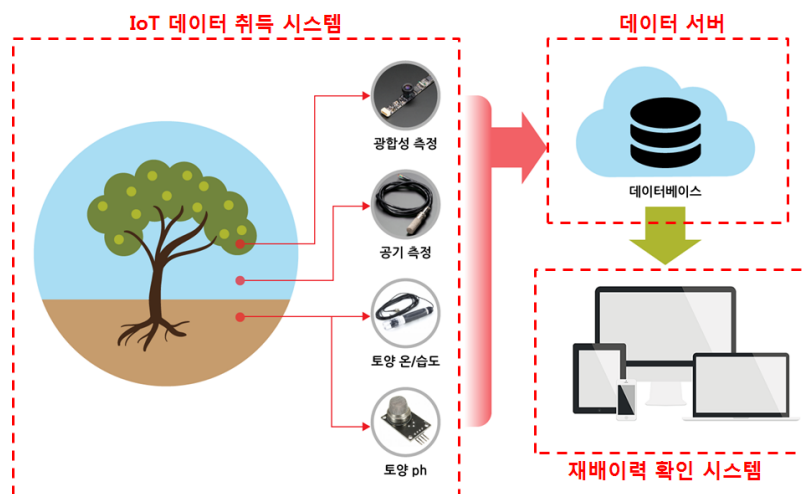 IoT 데이터 취득 시스템
데이터 서버
광합성 측정
공기 측정
토양 온/습도
토양 ph
데이터베이스
재배이력 확인 시스템